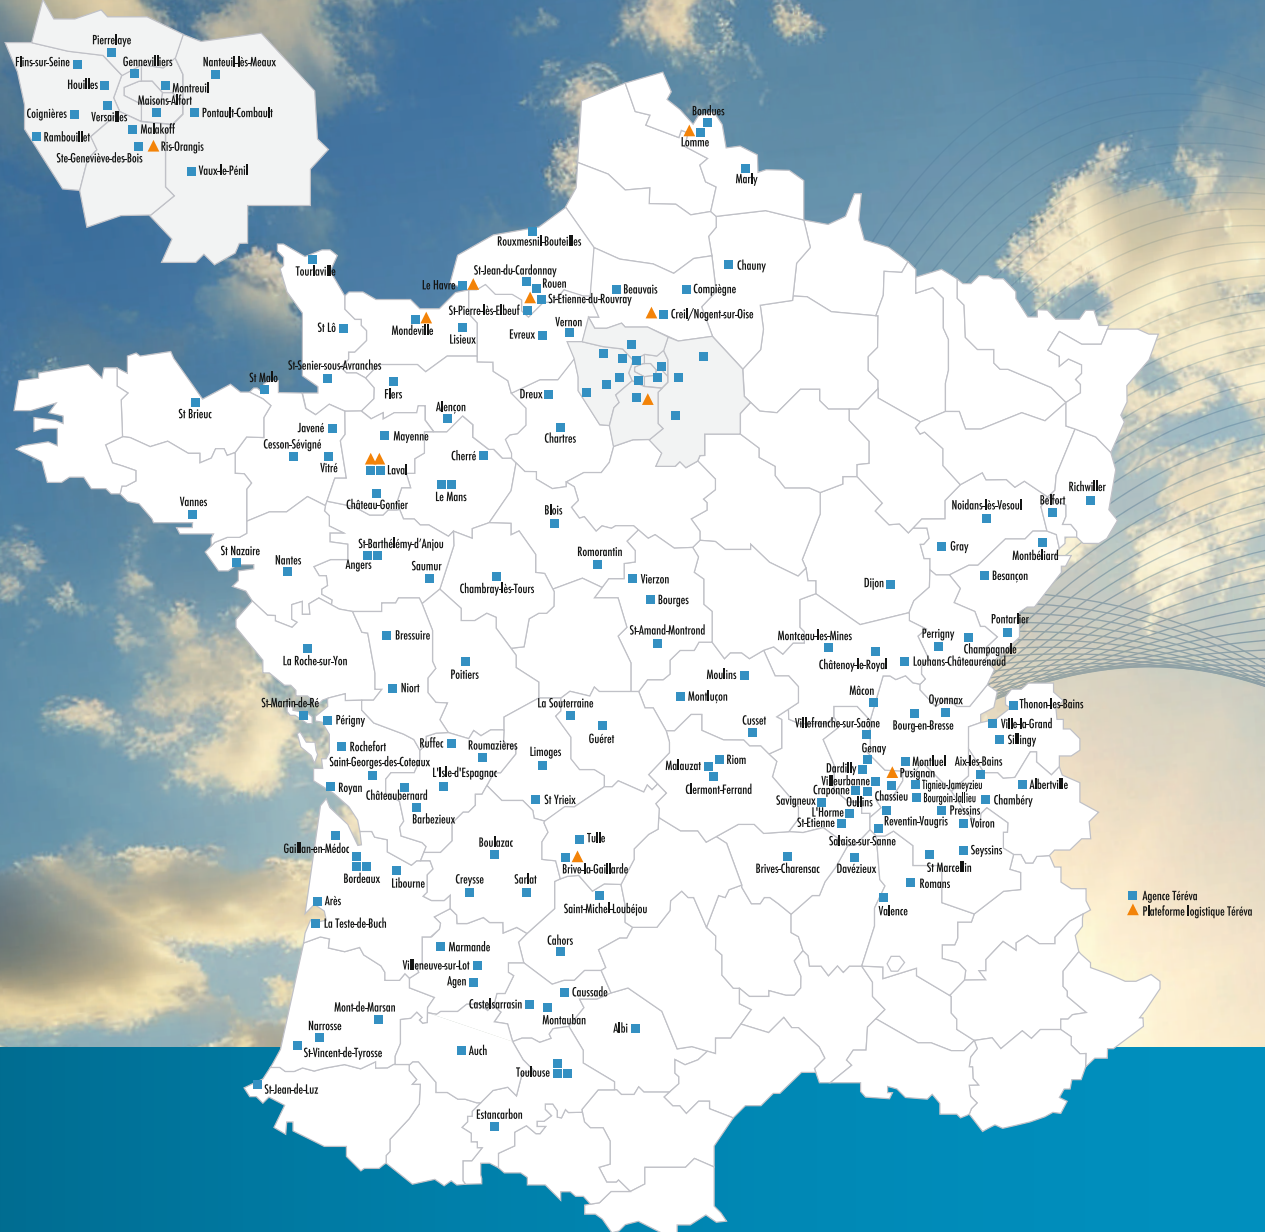 Pierrelaye
Flins-sur-Seine
Gennevilliers
Nanteuil-lès-Meaux
Houilles
Montreuil
Maisons-Alfort
Coignières
Versailles
Pontault-Combault
Malakoff
Rambouillet
Ris-Orangis
Ste-Geneviève-des-Bois
Vaux-le-Pénil
Bondues
Lomme
Marly
Rouxmesnil-Bouteilles
Tourlaville
St-Jean-du-Cardonnay
Chauny
Le Havre
Rouen
Beauvais
Compiègne
St-Etienne-du-Rouvray
St-Pierre-lès-Elbeuf
Creil/Nogent-sur-Oise
St Lô
Mondeville
Lisieux
Evreux
Vernon
St-Senier-sous-Avranches
St Malo
Flers
Dreux
St Brieuc
Alençon
Javené
Mayenne
Chartres
Cesson-Sévigné
Vitré
Cherré
Laval
Château-Gontier
Le Mans
Richwiller
Vannes
Blois
Noidans-lès-Vesoul
Belfort
St-Barthélémy-d'Anjou
St Nazaire
Nantes
Angers
Saumur
Romorantin
Gray
Montbéliard
Chambray-lès-Tours
Vierzon
Dijon
Besançon
Bourges
Pontarlier
Bressuire
St-Amand-Montrond
Montceau-les-Mines
Perrigny
Champagnole
La Roche-sur-Yon
Châtenoy-le-Royal
Louhans-Châteaurenaud
Poitiers
Moulins
Niort
Montluçon
Mâcon
Oyonnax
St-Martin-de-Ré
La Souterraine
Thonon-les-Bains
Périgny
Cusset
Villefranche-sur-Saône
Bourg-en-Bresse
Ville-la-Grand
Guéret
Sillingy
Rochefort
Ruffec
Roumazières
Limoges
Genay
Saint-Georges-des-Coteaux
Malauzat
Riom
Dardilly
Montluel
Aix-les-Bains
L'Isle-d'Espagnac
Pusignan
Royan
Clermont-Ferrand
Villeurbanne
Tignieu-Jameyzieu
Albertville
Châteaubernard
St Yrieix
Craponne
Savigneux
Oullins
Chassieu
Bourgoin-Jallieu
Chambéry
Barbezieux
L'Horme
Pressins
St-Etienne
Reventin-Vaugris
Voiron
Gaillan-en-Médoc
Boulazac
Tulle
Salaise-sur-Sanne
Seyssins
Bordeaux
Libourne
Creysse
Sarlat
Brive-la-Gaillarde
Brives-Charensac
Davézieux
St Marcellin
Romans
Arès
Saint-Michel-Loubéjou
Valence
Agence Téréva
Plateforme logistique Téréva
La Teste-de-Buch
Marmande
Cahors
Villeneuve-sur-Lot
Agen
Caussade
Mont-de-Marsan
Castelsarrasin
Montauban
Narrosse
Albi
St-Vincent-de-Tyrosse
Auch
Toulouse
St-Jean-de-Luz
Estancarbon